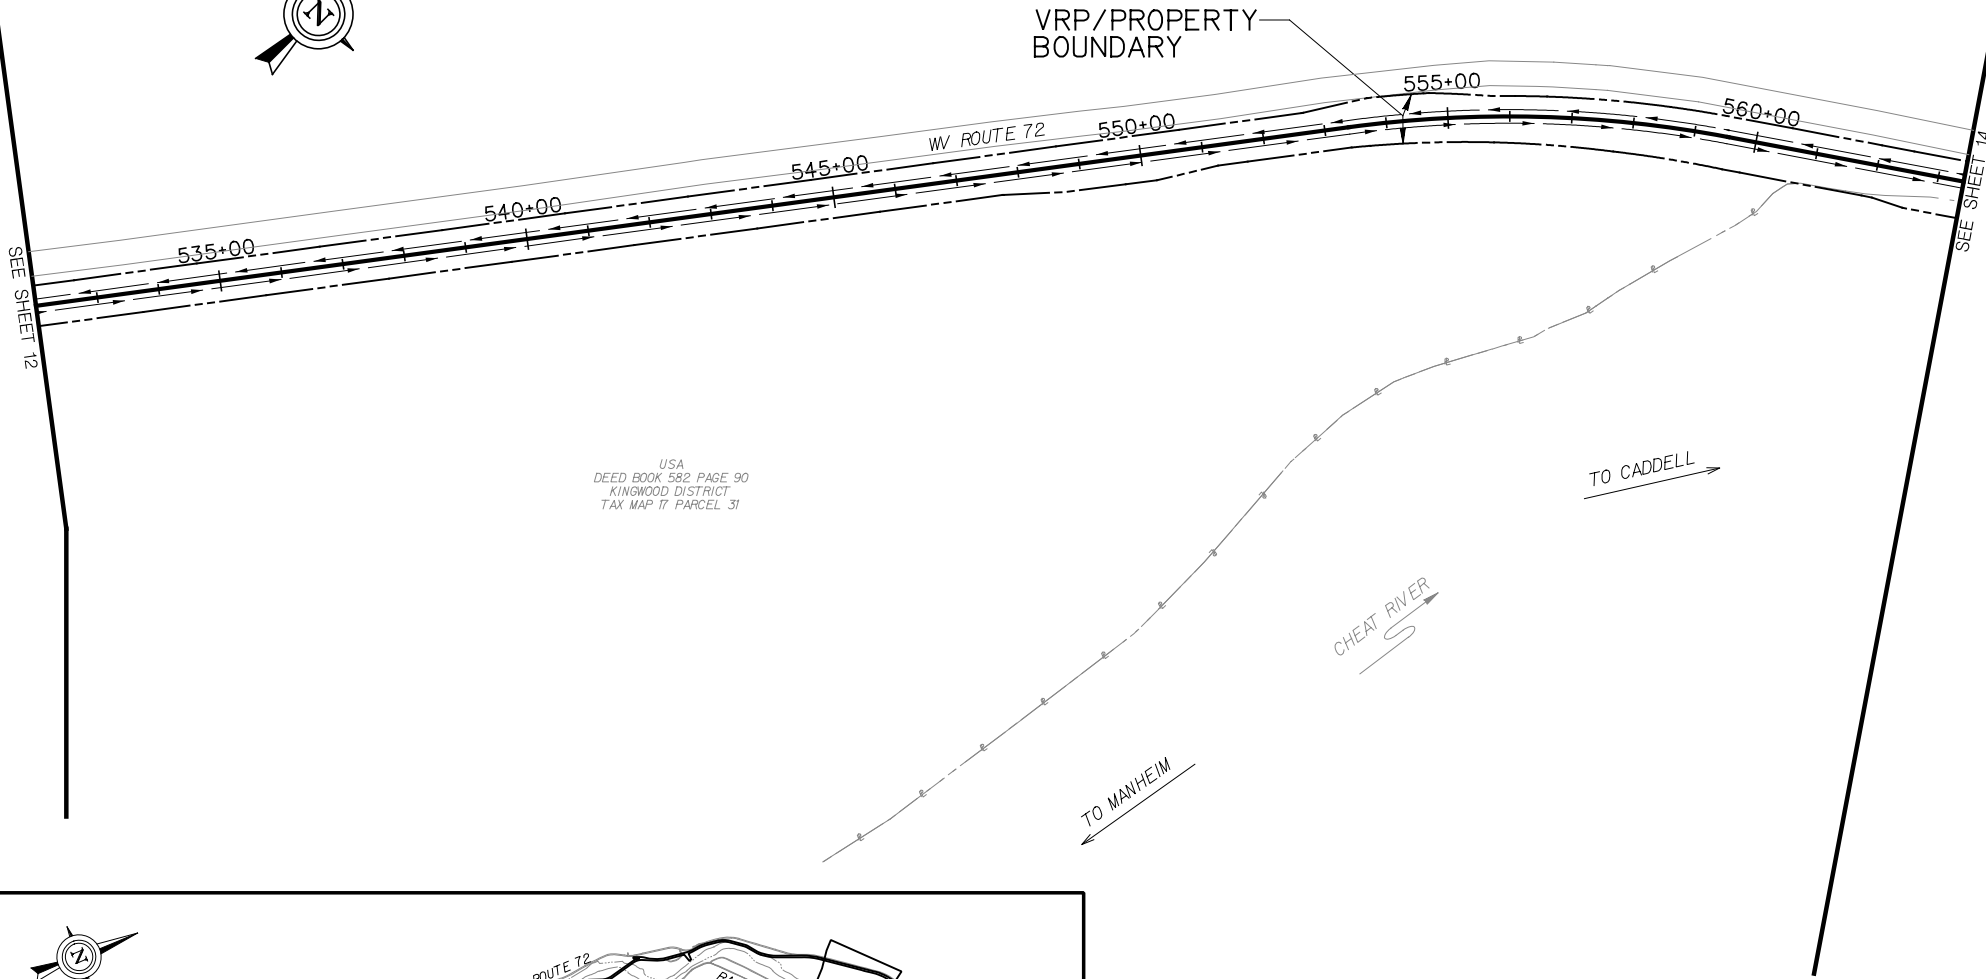 N
VRP/PROPERTY
BOUNDARY
555+00
560+00
550+00
WV ROUTE 72
545+00
540+00
535+00
SEE SHEET 12
SEE SHEET 14
USA
DEED BOOK 582 PAGE 90
KINGWOOD DISTRICT
TAX MAP 17 PARCEL 31
TO CADDELL
CHEAT RIVER
TO MANHEIM
N
ROUTE 72